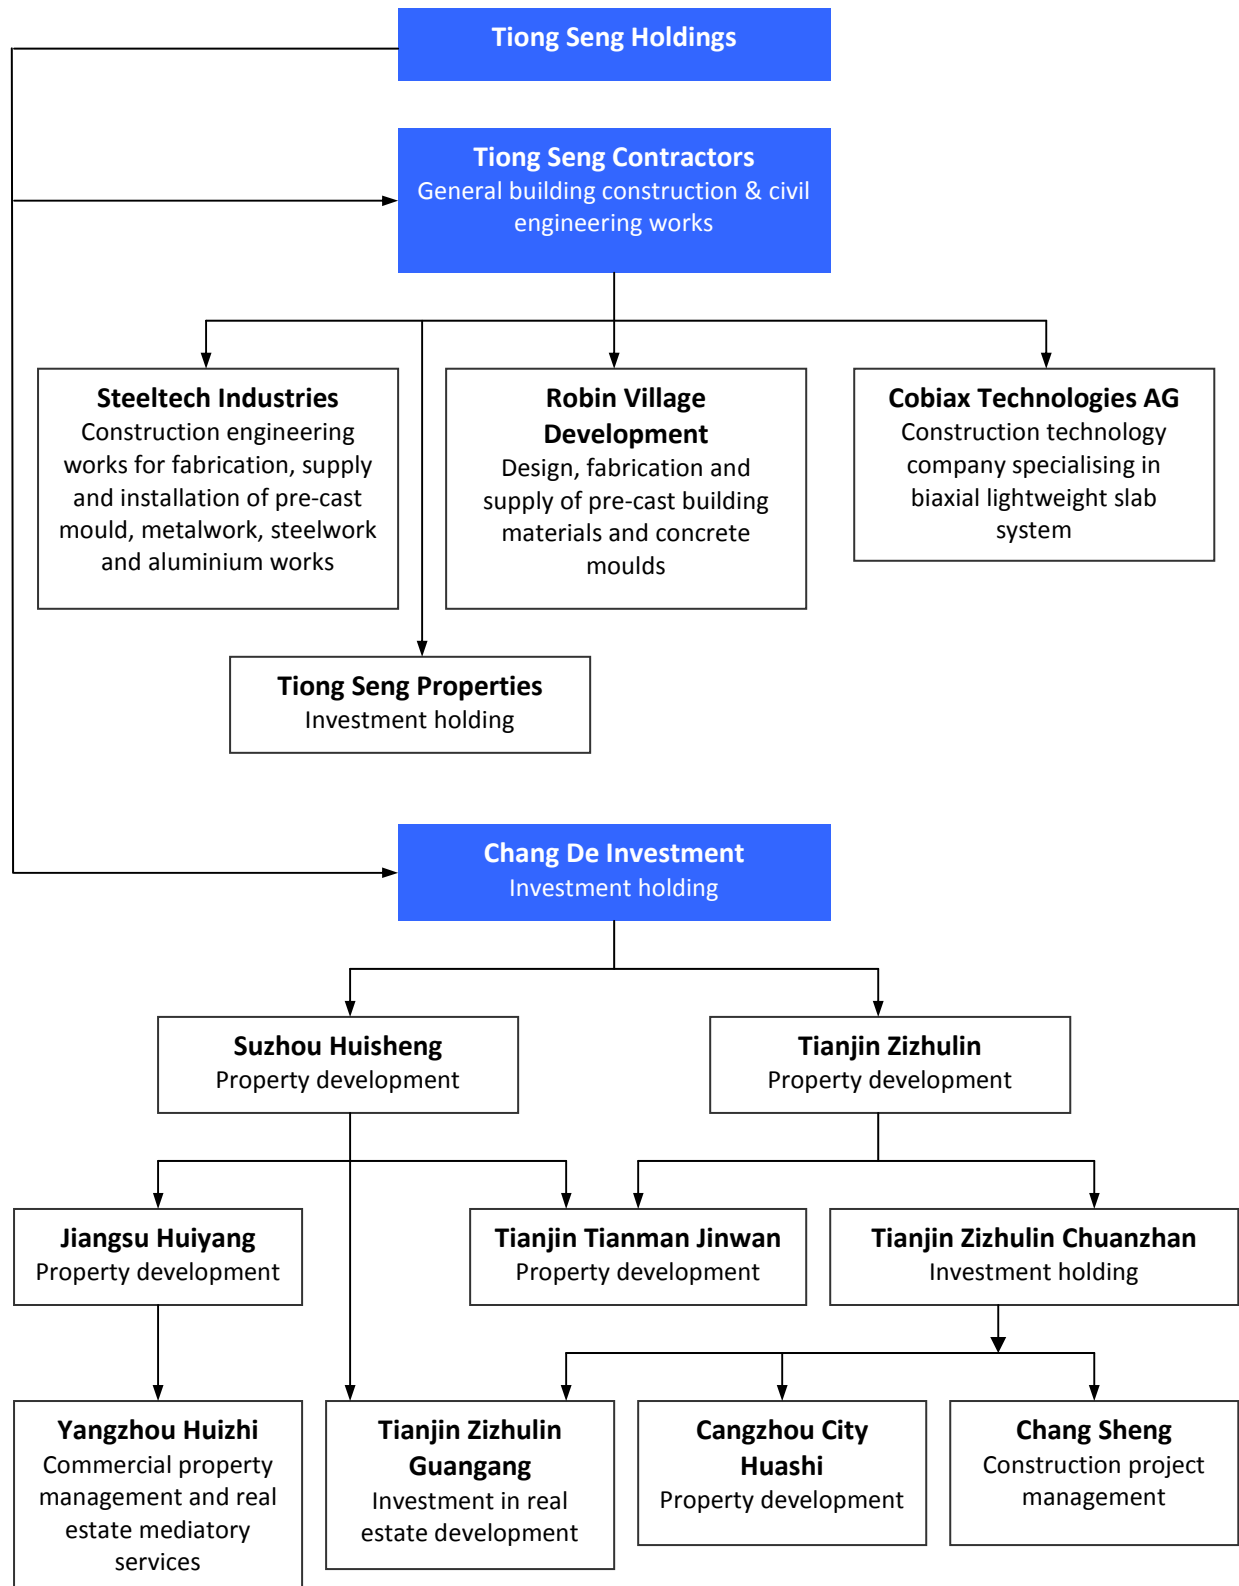 Tiong Seng Holdings
Tiong Seng Contractors
General building construction & civil
engineering works
Steeltech Industries
Construction engineering
works for fabrication, supply
and installation of pre-cast
mould, metalwork, steelwork
and aluminium works
Robin Village
Development
Design, fabrication and
supply of pre-cast building
materials and concrete
moulds
Cobiax Technologies AG
Construction technology
company specialising in
biaxial lightweight slab
system
Tiong Seng Properties
Investment holding
Chang De Investment
Investment holding
Suzhou Huisheng
Property development
Tianjin Zizhulin
Property development
Jiangsu Huiyang
Property development
Tianjin Tianman Jinwan
Property development
Tianjin Zizhulin Chuanzhan
Investment holding
Yangzhou Huizhi
Commercial property
management and real
estate mediatory
services
Tianjin Zizhulin
Guangang
Investment in real
estate development
Cangzhou City
Huashi
Property development
Chang Sheng
Construction project
management